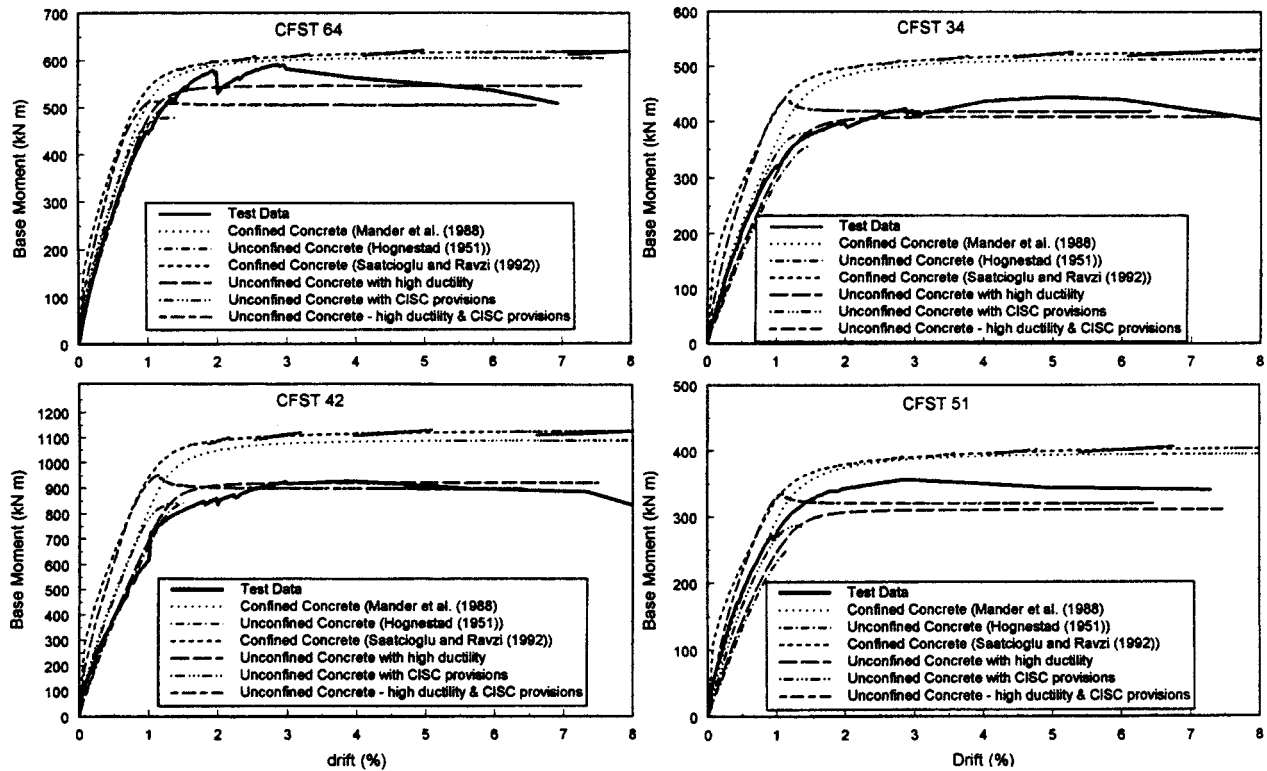 CFST 64
700
600
500
400
300
200
100
0
Base Moment (kN m)
Test Data
Confined Concrete (Mander et al. (1988)
Unconfined Concrete (Hognestad (1951))
Confined Concrete (Saatcioglu and Ravzi (1992))
Unconfined Concrete with high ductility
Unconfined Concrete with CISC provisions
Unconfined Concrete - high ductility & CISC provisions
0 1 2 3 4 5 6 7 8
CFST 34
600
500
400
300
200
100
0
Base Moment (kN m)
Test Data
Confined Concrete (Mander et al. (1988)
Unconfined Concrete (Hognestad (1951))
Confined Concrete (Saatcioglu and Ravzi (1992))
Unconfined Concrete with high ductility
Unconfined Concrete with CISC provisions
Unconfined Concrete - high ductility & CISC provisions
0 1 2 3 4 5 6 7 8
CFST 42
1200
1100
1000
900
800
700
600
500
400
300
200
100
0
Base Moment (kN m)
Test Data
Confined Concrete (Mander et al. (1988)
Unconfined Concrete (Hognestad (1951))
Confined Concrete (Saatcioglu and Ravzi (1992))
Unconfined Concrete with high ductility
Unconfined Concrete with CISC provisions
Unconfined Concrete - high ductility & CISC provisions
0 1 2 3 4 5 6 7 8
drift (%)
CFST 51
500
400
300
200
100
0
Base Moment (kN m)
Test Data
Confined Concrete (Mander et al. (1988)
Unconfined Concrete (Hognestad (1951))
Confined Concrete (Saatcioglu and Ravzi (1992))
Unconfined Concrete with high ductility
Unconfined Concrete with CISC provisions
Unconfined Concrete - high ductility & CISC provisions
0 1 2 3 4 5 6 7 8
Drift (%)